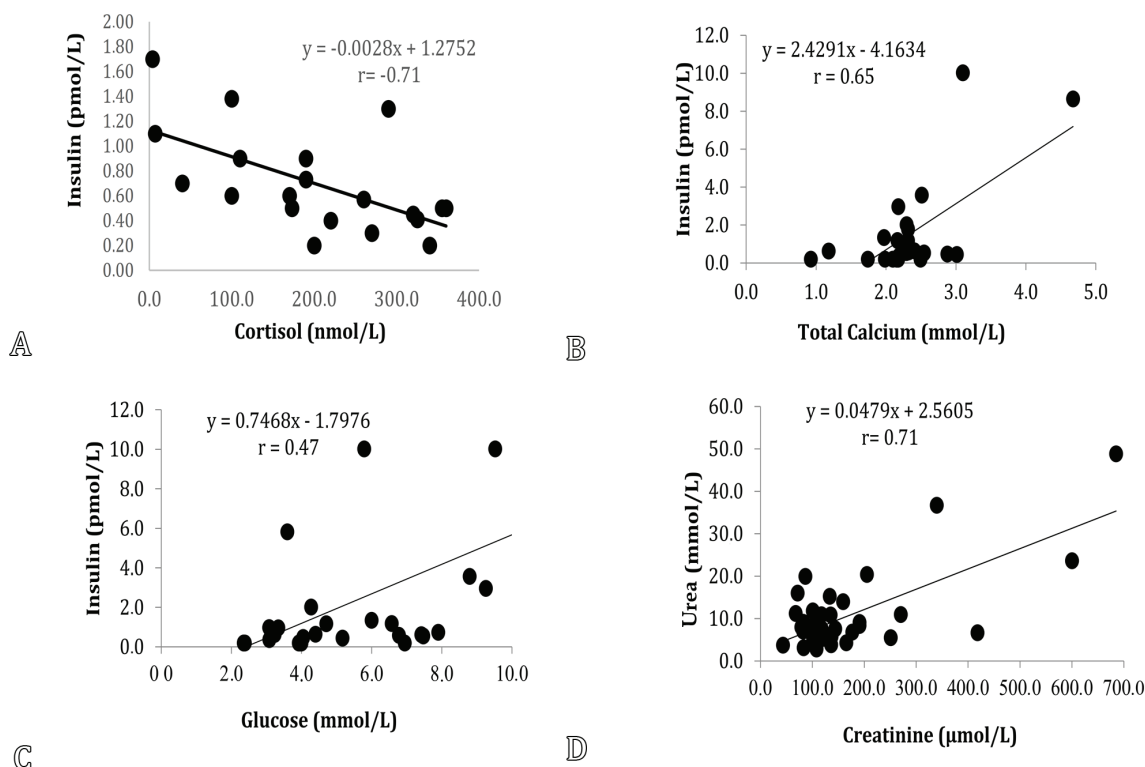 2.00
1.80
1.60
1.40
1.20
1.00
0.80
0.60
0.40
0.20
0.00
Insulin (pmol/L)
y = -0.0028x + 1.2752
r= -0.71
0.0 100.0 200.0 300.0 400.0
Cortisol (nmol/L)
A
12.0
10.0
8.0
6.0
4.0
2.0
0.0
Insulin (pmol/L)
y = 2.4291x - 4.1634
r = 0.65
0.0 1.0 2.0 3.0 4.0 5.0
Total Calcium (mmol/L)
B
12.0
10.0
8.0
6.0
4.0
2.0
0.0
Insulin (pmol/L)
y = 0.7468x - 1.7976
r = 0.47
0.0 2.0 4.0 6.0 8.0 10.0
Glucose (mmol/L)
C
60.0
50.0
40.0
30.0
20.0
10.0
0.0
Urea (mmol/L)
y = 0.0479x + 2.5605
r= 0.71
0.0 100.0 200.0 300.0 400.0 500.0 600.0 700.0
Creatinine (µmol/L)
D